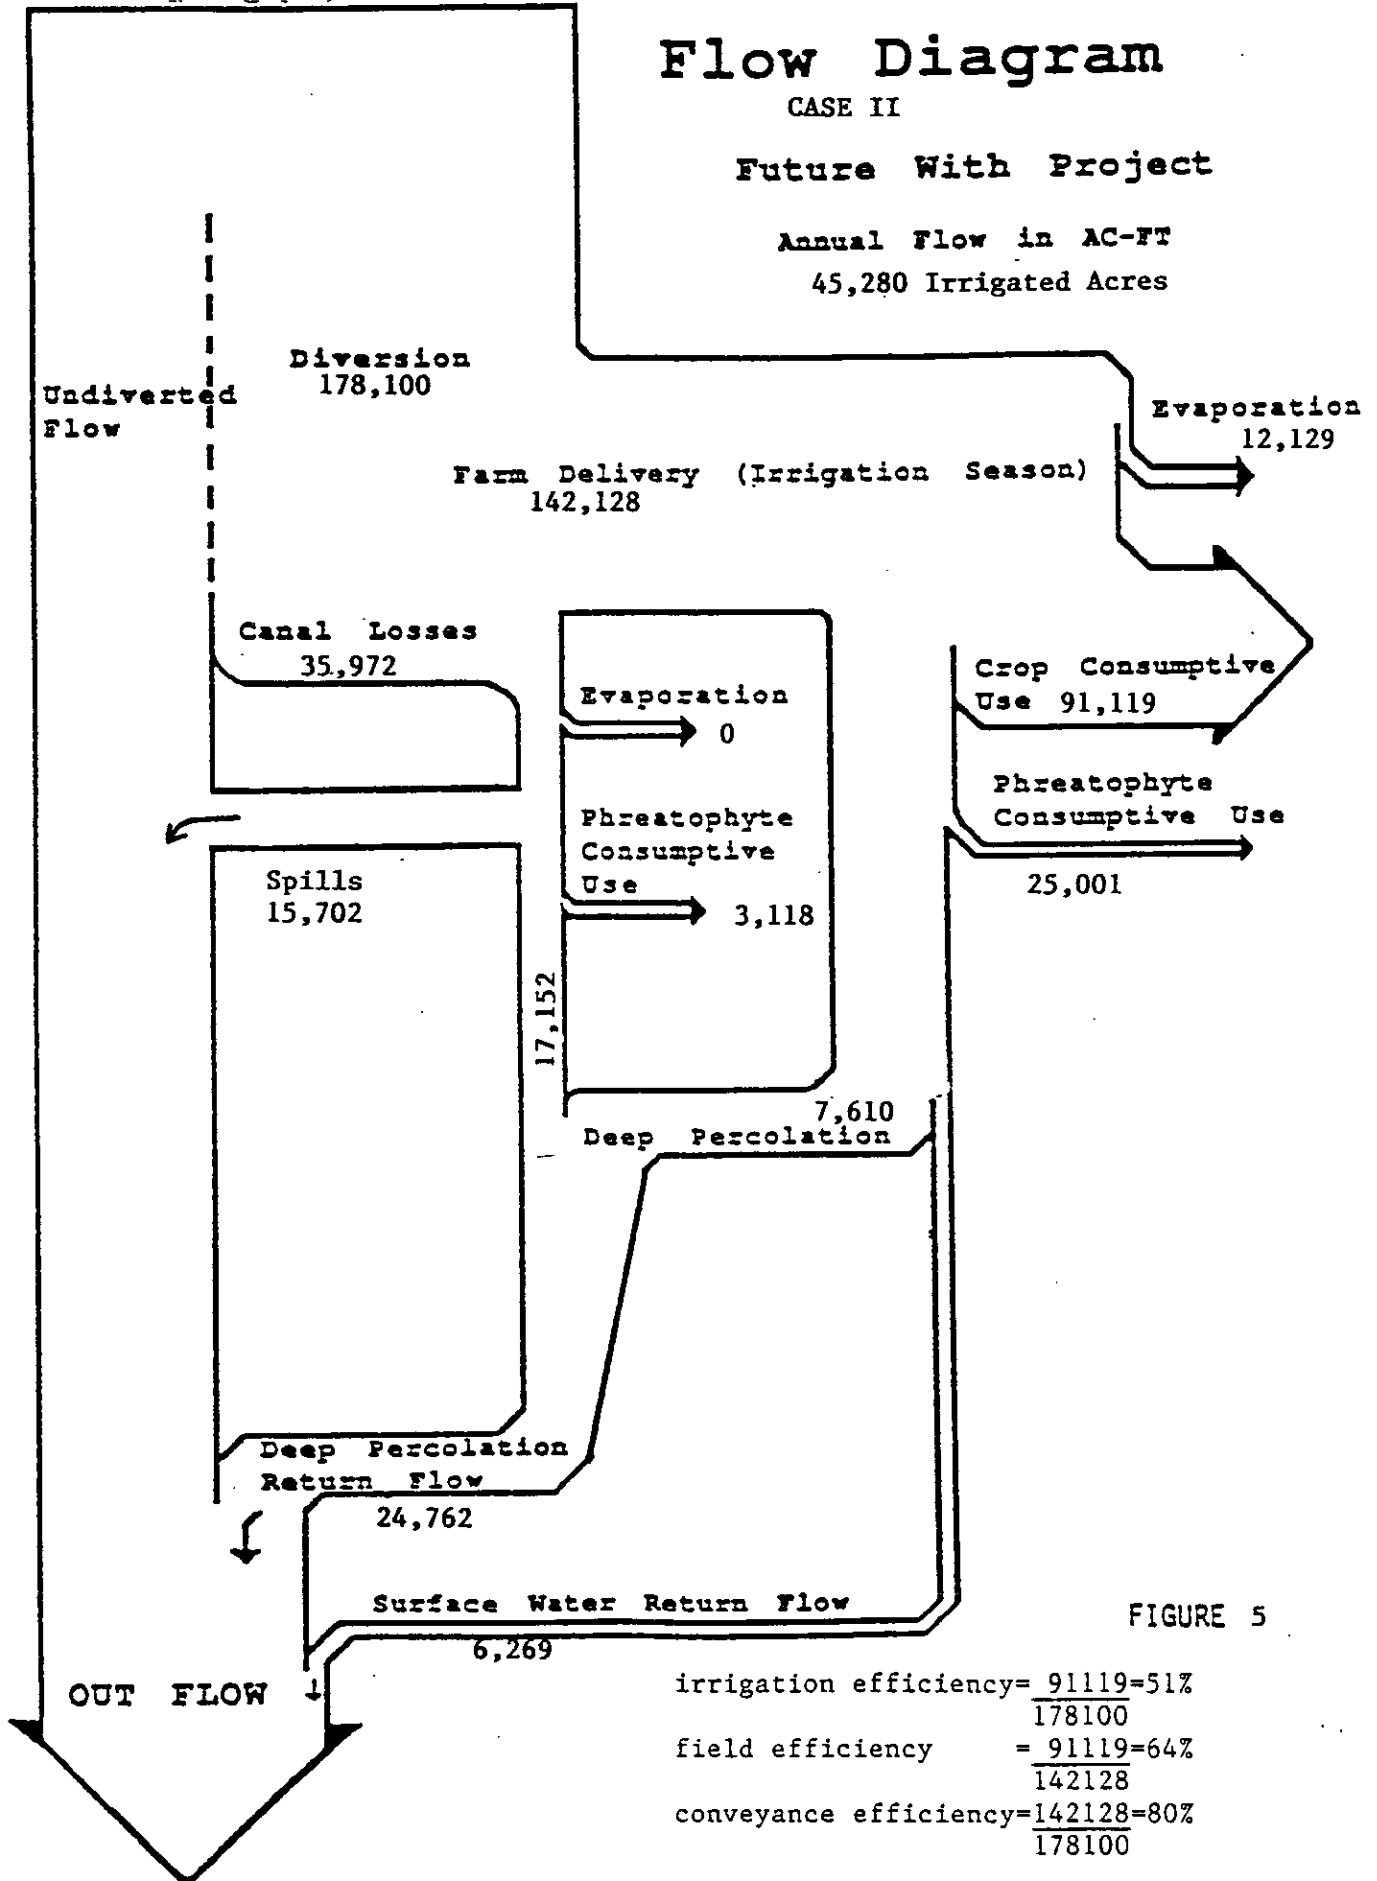 Flow Diagram
CASE II
Future With Project
Annual Flow in AC-FT
45,280 Irrigated Acres
Diversion
178,100
Undiverted
Flow
Evaporation
12,129
Farm Delivery (Irrigation Season)
142,128
Canal Losses
35,972
Evaporation
0
Crop Consumptive
Use 91,119
Phreatophyte
Consumptive Use
25,001
Phreatophyte
Consumptive
Use
3,118
Spills
15,702
17,152
7,610
Deep Percolation
Deep Percolation
Return Flow
24,762
Surface Water Return Flow
6,269
FIGURE 5
OUT FLOW
irrigation efficiency= 91119=51%
178100
field efficiency = 91119=64%
142128
conveyance efficiency=142128=80%
178100